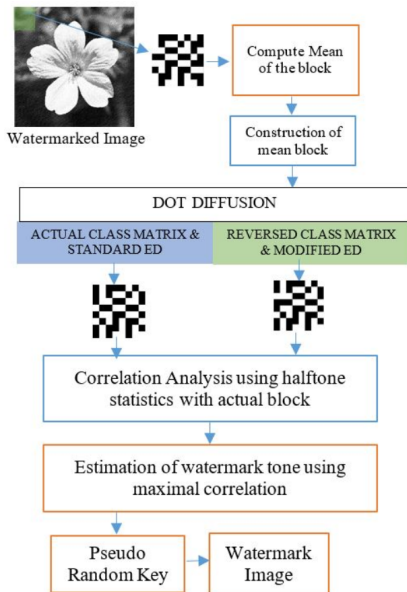 Watermarked Image
Compute Mean
of the block
Construction of
mean block
DOT DIFFUSION
ACTUAL CLASS MATRIX &
STANDARD ED
REVERSED CLASS MATRIX
& MODIFIED ED
Correlation Analysis using halftone
statistics with actual block
Estimation of watermark tone using
maximal correlation
Pseudo
Random Key
Watermark
Image